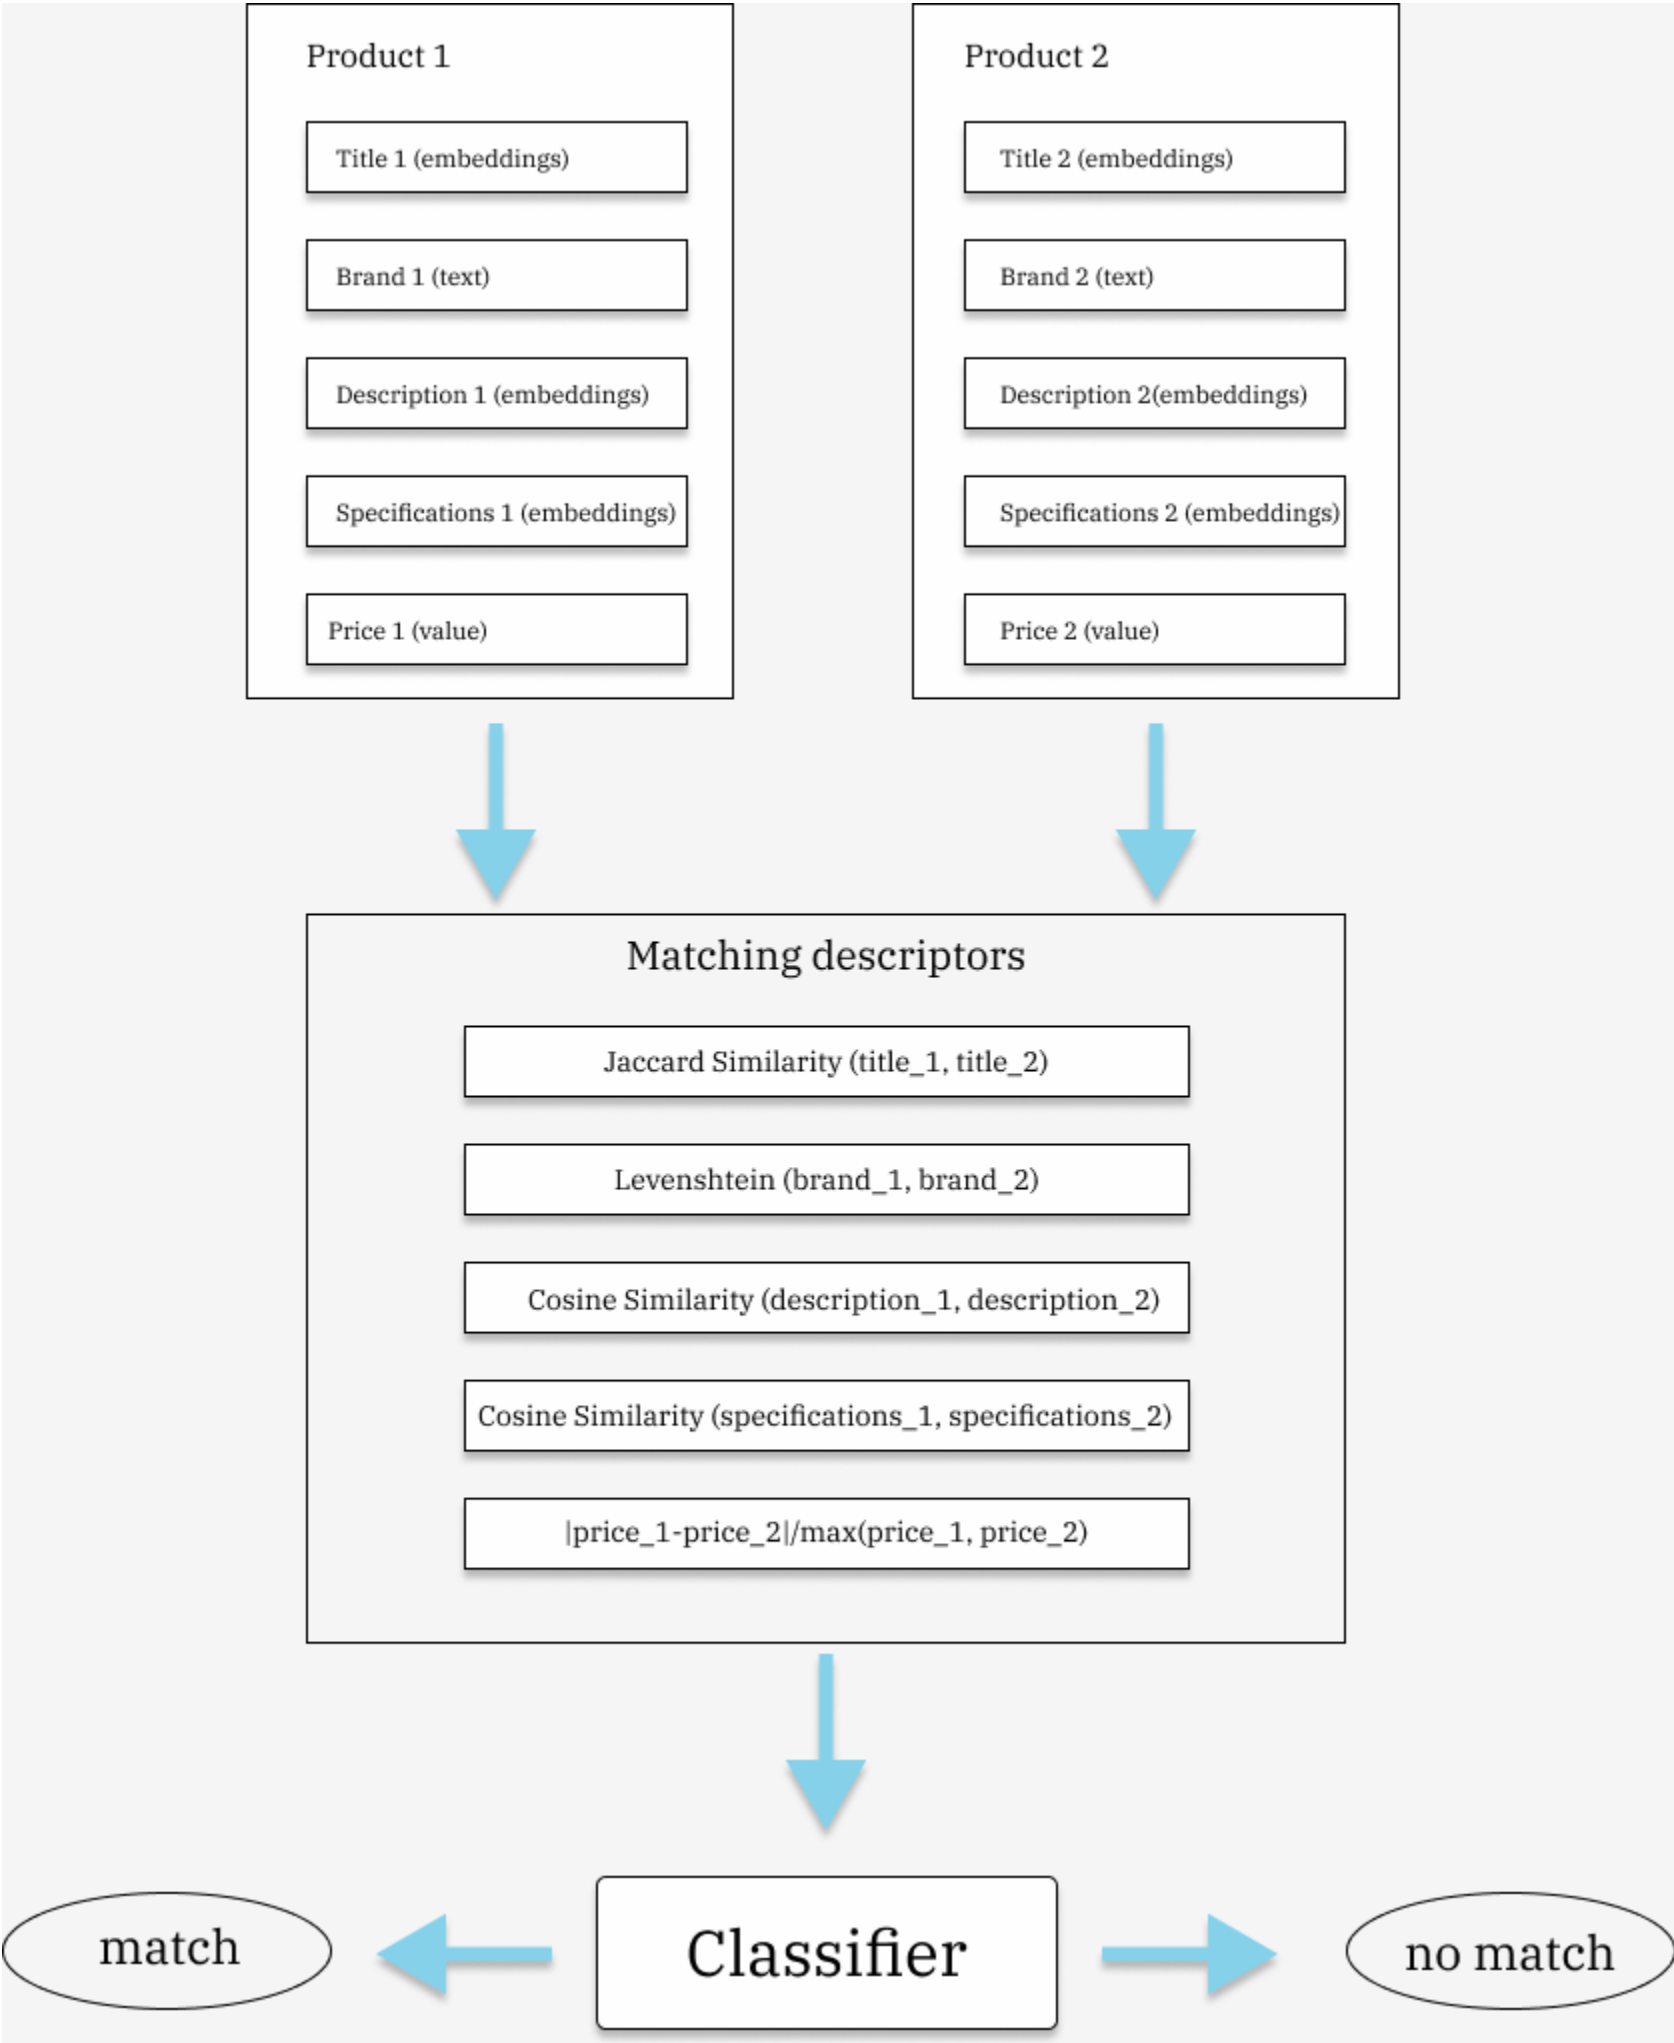 Product 1
Title 1 (embeddings)
Brand 1 (text)
Description 1 (embeddings)
Specifications 1 (embeddings)
Price 1 (value)
Product 2
Title 2 (embeddings)
Brand 2 (text)
Description 2(embeddings)
Specifications 2 (embeddings)
Price 2 (value)
Matching descriptors
Jaccard Similarity (title_1, title_2)
Levenshtein (brand_1, brand_2)
Cosine Similarity (description_1, description_2)
Cosine Similarity (specifications_1, specifications_2)
|price_1-price_2|/max(price_1, price_2)
match
Classifier
no match